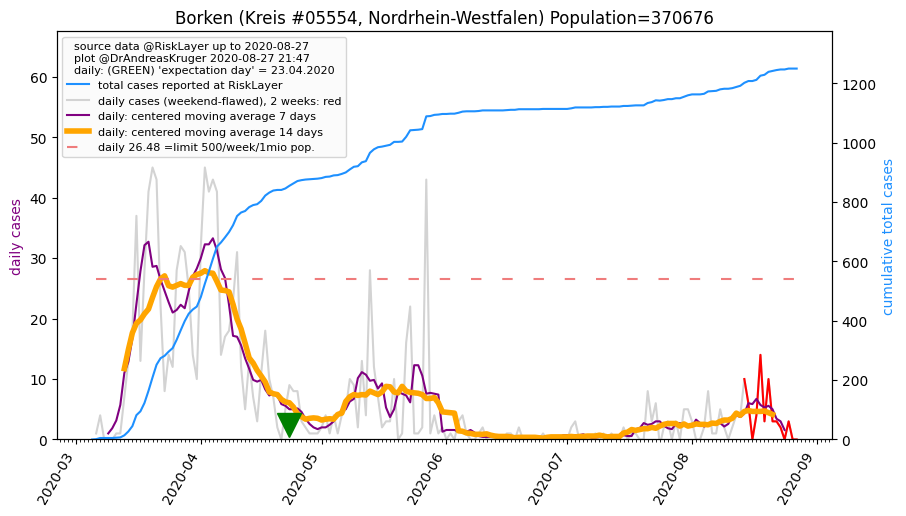 Borken (Kreis #05554, Nordrhein-Westfalen) Population=370676
source data @RiskLayer up to 2020-08-27
plot @DrAndreasKruger 2020-08-27 21:47
daily: (GREEN) 'expectation day' = 23.04.2020
total cases reported at RiskLayer
daily cases (weekend-flawed), 2 weeks: red
daily: centered moving average 7 days
daily: centered moving average 14 days
daily 26.48 =limit 500/week/1mio pop.
daily cases
60
50
40
30
20
10
0
cumulative total cases
1200
1000
800
600
400
200
0
2020-03
2020-04
2020-05
2020-06
2020-07
2020-08
2020-09